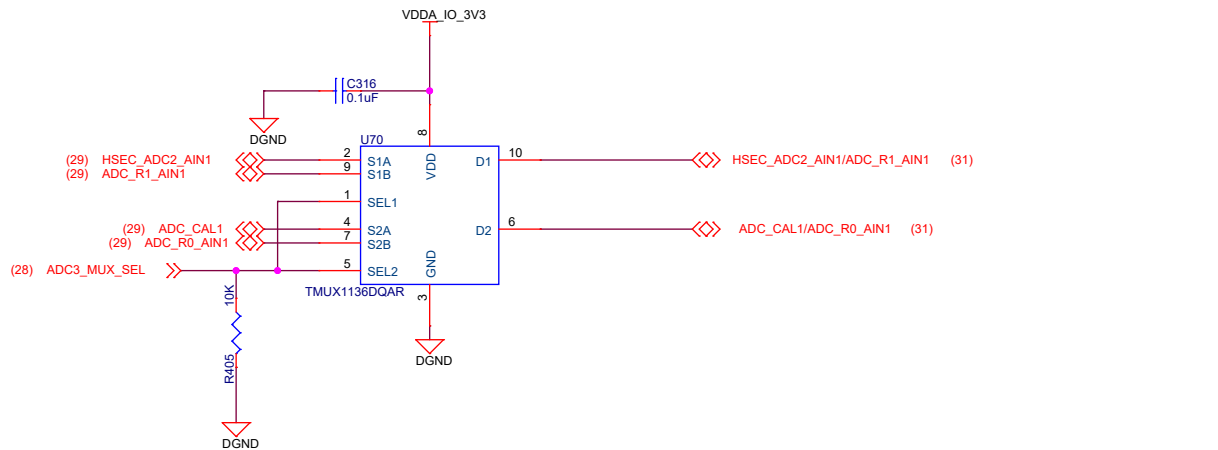 VDDA_IO_3V3
C316
0.1uF
DGND
U70
8
VDD
(29) HSEC_ADC2_AIN1 2 S1A D1 10 HSEC_ADC2_AIN1/ADC_R1_AIN1 (31)
(29) ADC_R1_AIN1 9 S1B
1 SEL1
(29) ADC_CAL1 4 S2A D2 6 ADC_CAL1/ADC_R0_AIN1 (31)
(29) ADC_R0_AIN1 7 S2B
(28) ADC3_MUX_SEL 5 SEL2
GND
TMUX1136DQAR
3
10K
R405
DGND
DGND